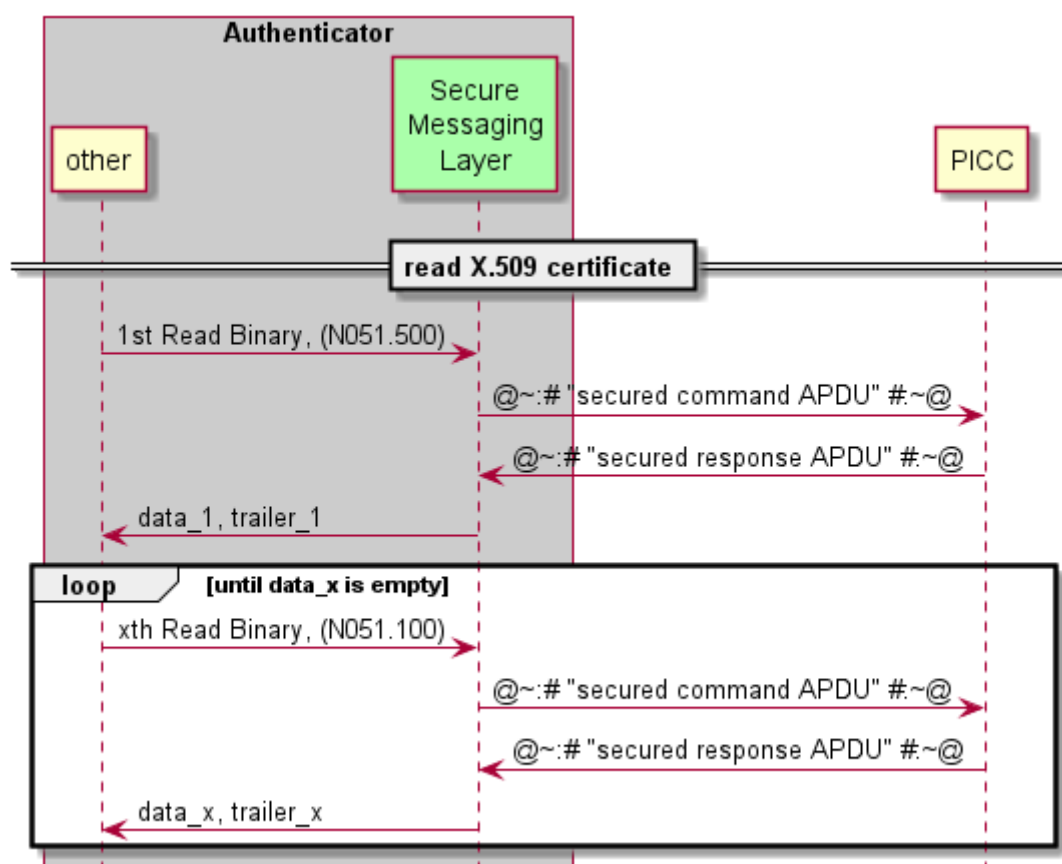 Authenticator
other
Secure
Messaging
Layer
PICC
read X.509 certificate
1st Read Binary, (N051.500)
@~:# "secured command APDU" #:~@
@~:# "secured response APDU" #:~@
data_1, trailer_1
loop [until data_x is empty]
xth Read Binary, (N051.100)
@~:# "secured command APDU" #:~@
@~:# "secured response APDU" #:~@
data_x, trailer_x